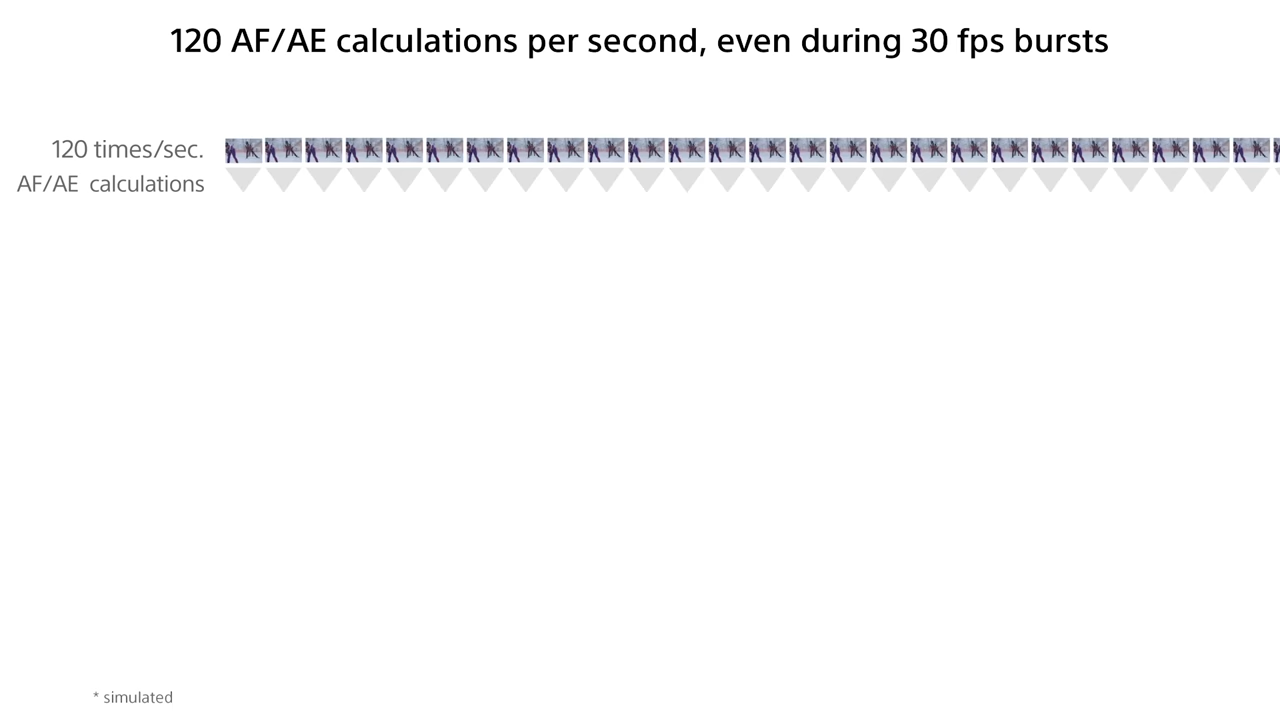 120 AF/AE calculations per second, even during 30 fps bursts
120 times/sec.
AF/AE calculations
* simulated